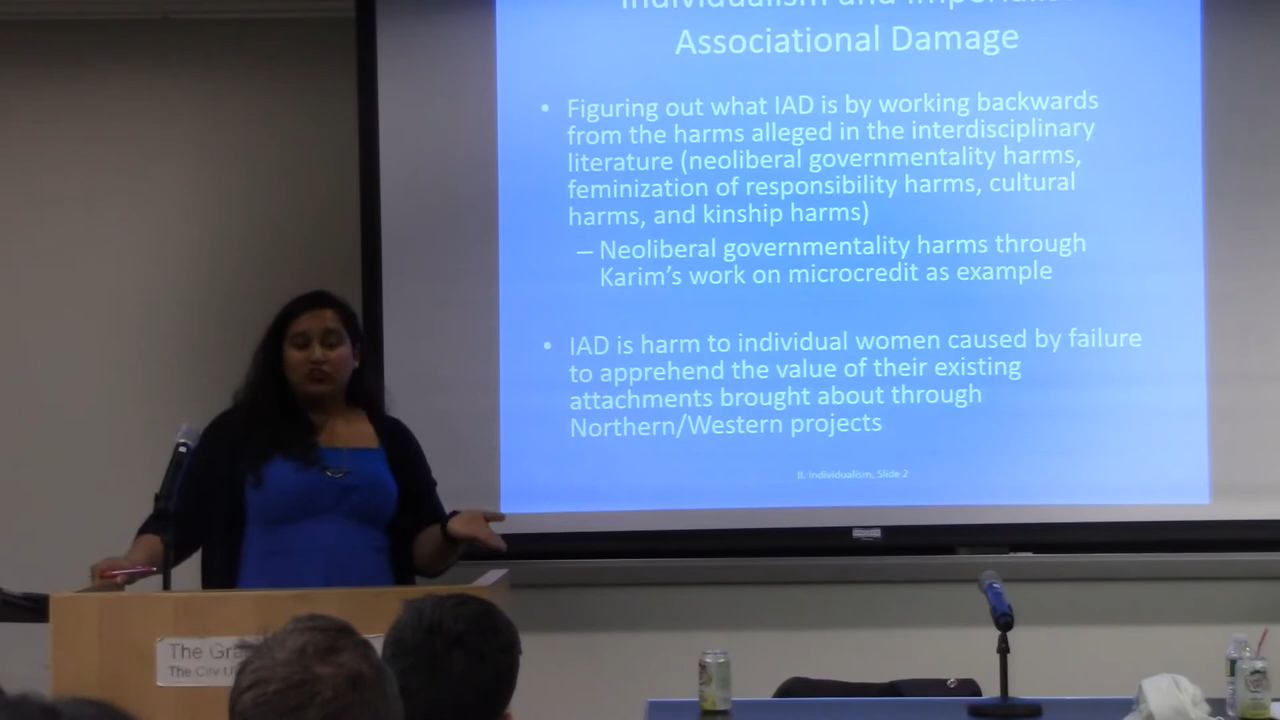 Individualism and Imperialist
Associational Damage
• Figuring out what IAD is by working backwards
from the harms alleged in the interdisciplinary
literature (neoliberal governmentality harms,
feminization of responsibility harms, cultural
harms, and kinship harms)
– Neoliberal governmentality harms through
Karim's work on microcredit as example
• IAD is harm to individual women caused by failure
to apprehend the value of their existing
attachments brought about through
Northern/Western projects
II. Individualism, Slide 2
The Gra
The City U